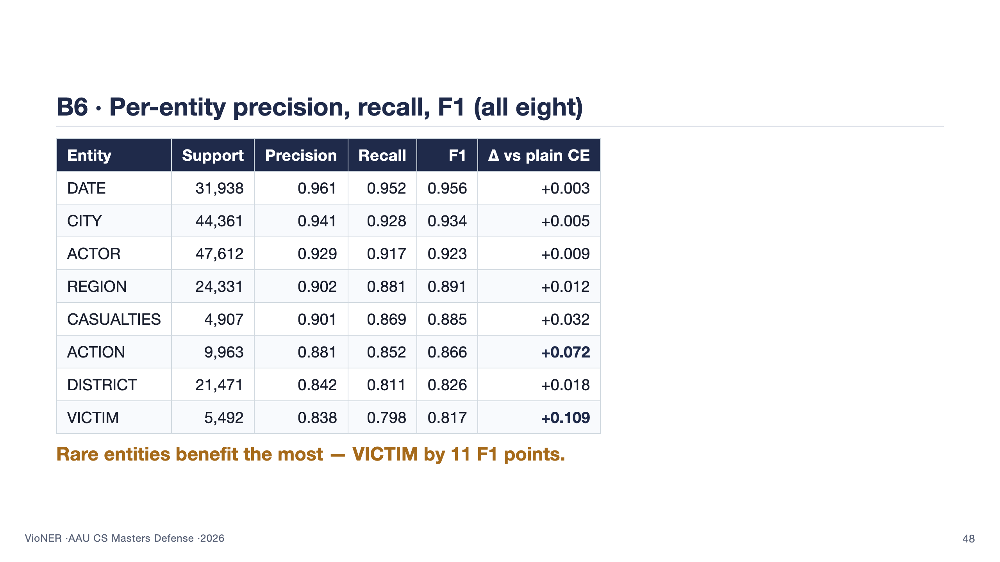 B6 · Per-entity precision, recall, F1 (all eight)
Entity Support Precision Recall F1 Δ vs plain CE
DATE 31,938 0.961 0.952 0.956 +0.003
CITY 44,361 0.941 0.928 0.934 +0.005
ACTOR 47,612 0.929 0.917 0.923 +0.009
REGION 24,331 0.902 0.881 0.891 +0.012
CASUALTIES 4,907 0.901 0.869 0.885 +0.032
ACTION 9,963 0.881 0.852 0.866 +0.072
DISTRICT 21,471 0.842 0.811 0.826 +0.018
VICTIM 5,492 0.838 0.798 0.817 +0.109
Rare entities benefit the most — VICTIM by 11 F1 points.
VioNER ·AAU CS Masters Defense ·2026
48